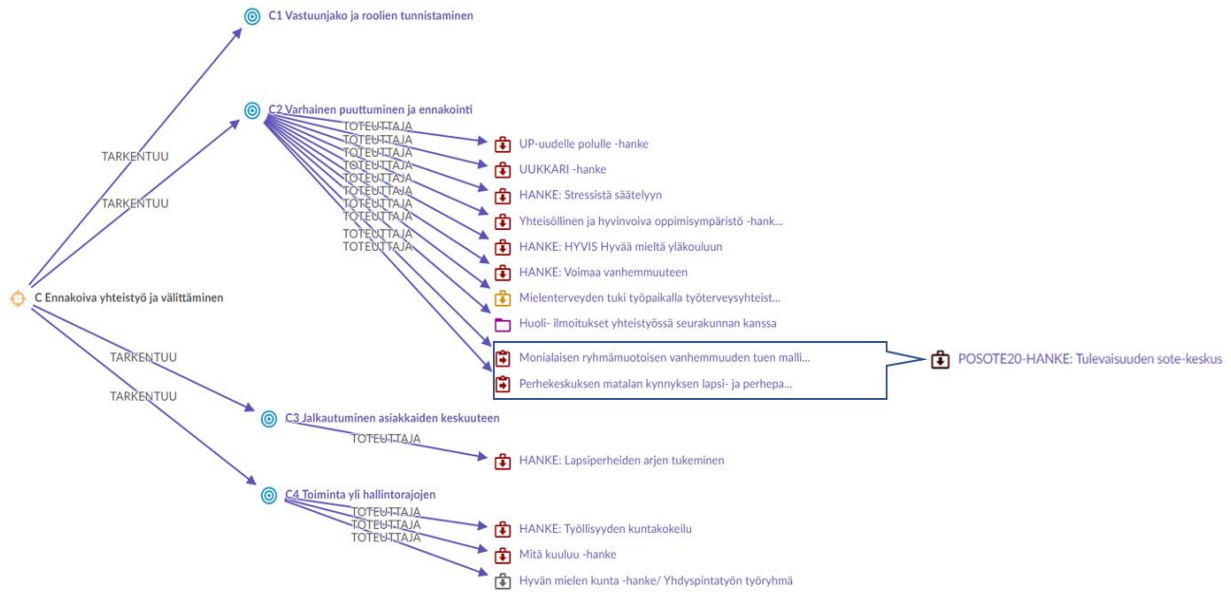 C1 Vastuunjako ja roolien tunnistaminen
C2 Varhainen puuttuminen ja ennakointi
TOTEUTTAJA
TOTEUTTAJA
TOTEUTTAJA
TOTEUTTAJA
TOTEUTTAJA
TOTEUTTAJA
TOTEUTTAJA
TOTEUTTAJA
TOTEUTTAJA
TOTEUTTAJA
UP-uudelle polulle -hanke
UUKKARI -hanke
HANKE: Stressistä säätelyyn
Yhteisöllinen ja hyvinvoiva oppimisympäristö -hank...
HANKE: HYVIS Hyvää mieltä yläkouluun
HANKE: Voimaa vanhemmuuteen
Mielenterveyden tuki työpaikalla työterveysyhteist...
Huoli- ilmoitukset yhteistyössä seurakunnan kanssa
Monialaisen ryhmämuotoisen vanhemmuuden tuen malli...
Perhekeskuksen matalan kynnyksen lapsi- ja perhepa...
POSOTE20-HANKE: Tulevaisuuden sote-keskus
TARKENTUU
TARKENTUU
C Ennakoiva yhteistyö ja välittäminen
TARKENTUU
TARKENTUU
C3 Jalkautuminen asiakkaiden keskuuteen
TOTEUTTAJA
HANKE: Lapsiperheiden arjen tukeminen
C4 Toiminta yli hallintorajojen
TOTEUTTAJA
TOTEUTTAJA
TOTEUTTAJA
HANKE: Työllisyyden kuntakokeilu
Mitä kuuluu -hanke
Hyvän mielen kunta -hanke/ Yhdyspintatyön työryhmä